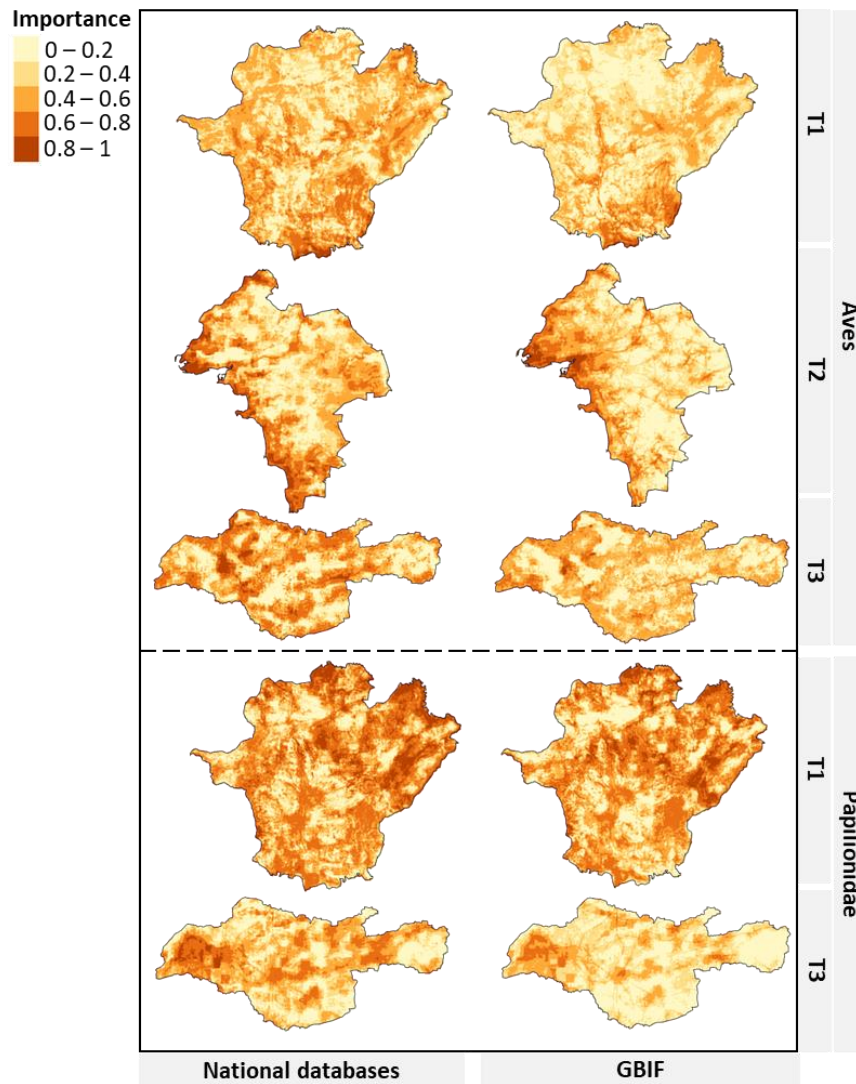 Importance
0 – 0.2
0.2 – 0.4
0.4 – 0.6
0.6 – 0.8
0.8 – 1
T1
T2
T3
Aves
T1
T3
Papilionidae
National databases
GBIF